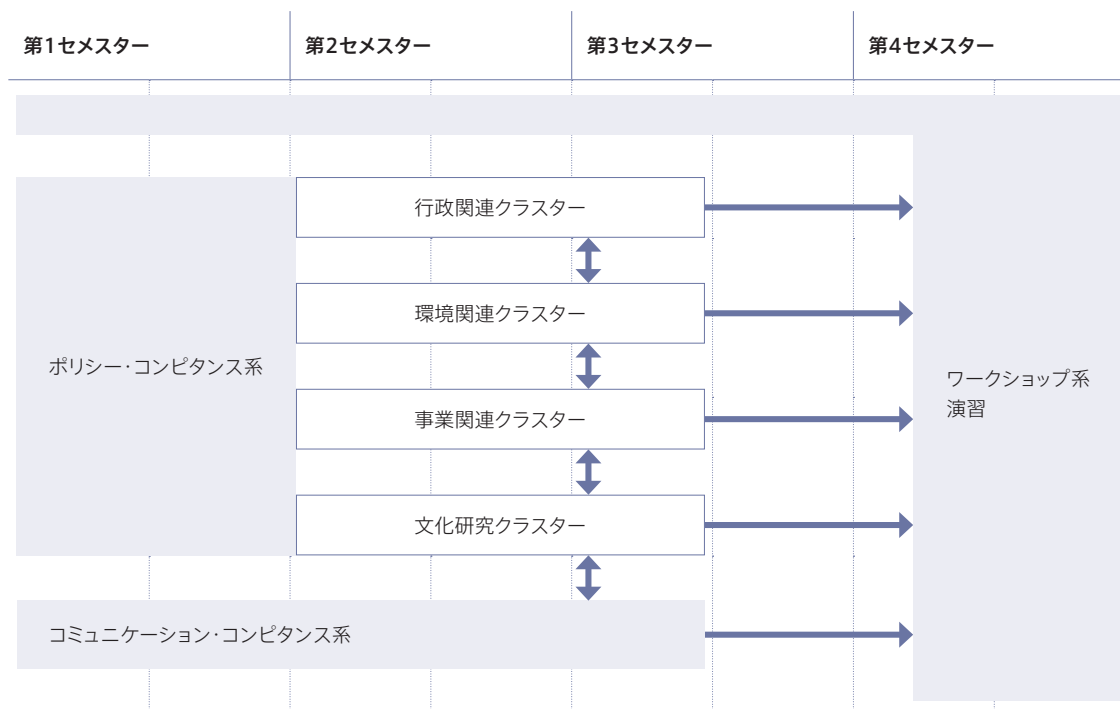 第1セメスター
第2セメスター
第3セメスター
第4セメスター
行政関連クラスター
環境関連クラスター
ポリシー・コンピタンス系
ワークショップ系
演習
事業関連クラスター
文化研究クラスター
コミュニケーション・コンピタンス系